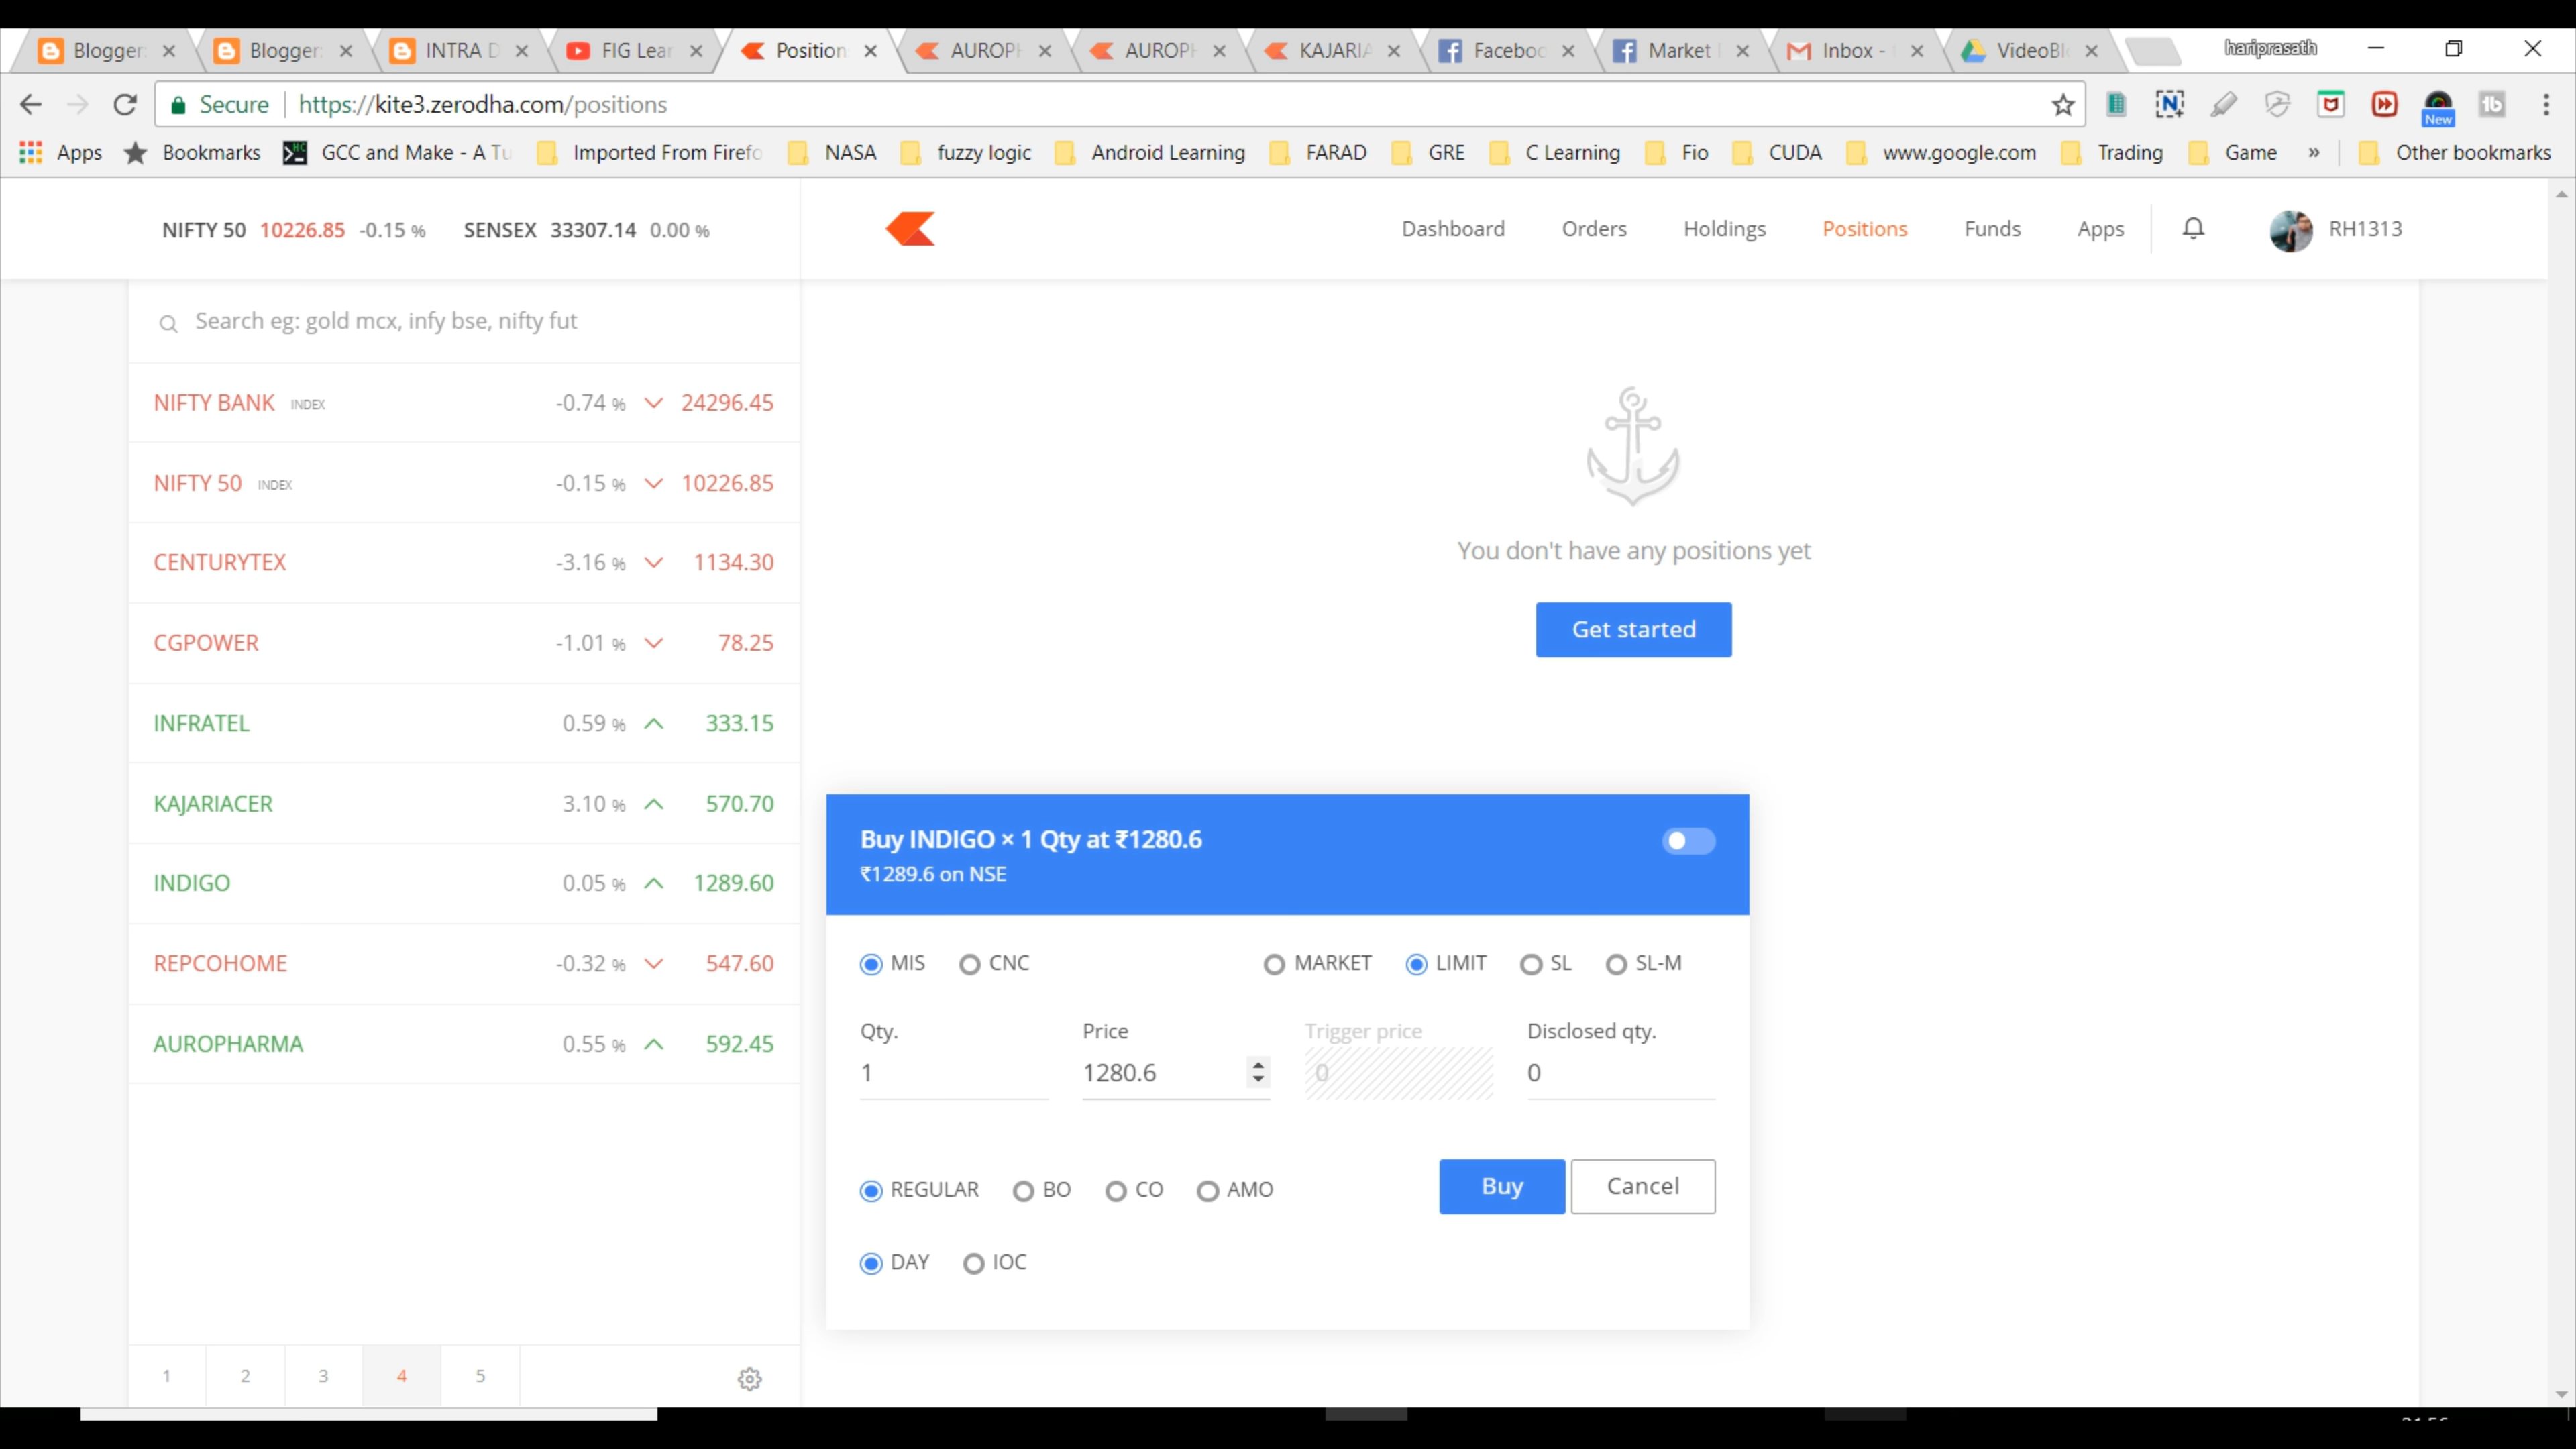 Blogger: Blogger: INTRA D FIG Lear Position AUROPH AUROPH KAJARIA Faceboo Market Inbox - VideoBl hariprasath
Secure https://kite3.zerodha.com/positions New
Apps Bookmarks GCC and Make - A Tu Imported From Firefo NASA fuzzy logic Android Learning FARAD GRE C Learning Fio CUDA www.google.com Trading Game » Other bookmarks
NIFTY 50 10226.85 -0.15 % SENSEX 33307.14 0.00 % Dashboard Orders Holdings Positions Funds Apps RH1313
Search eg: gold mcx, infy bse, nifty fut
NIFTY BANK INDEX -0.74 % 24296.45
NIFTY 50 INDEX -0.15 % 10226.85
CENTURYTEX -3.16 % 1134.30
CGPOWER -1.01 % 78.25
INFRATEL 0.59 % 333.15
KAJARIACER 3.10 % 570.70
INDIGO 0.05 % 1289.60
REPCOHOME -0.32 % 547.60
AUROPHARMA 0.55 % 592.45
1 2 3 4 5
You don't have any positions yet
Get started
Buy INDIGO × 1 Qty at ₹1280.6
₹1289.6 on NSE
MIS CNC MARKET LIMIT SL SL-M
Qty. Price Trigger price Disclosed qty.
1 1280.6 0 0
REGULAR BO CO AMO Buy Cancel
DAY IOC